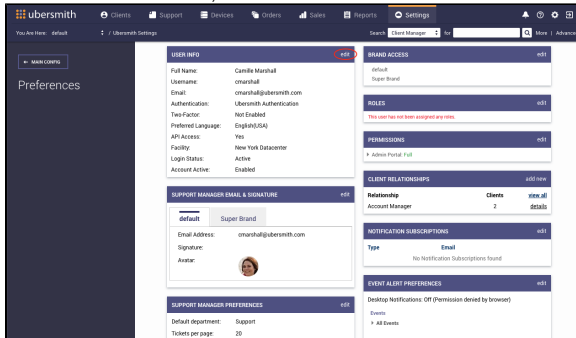 ubersmith
Clients
Support
Devices
Orders
Sales
Reports
Settings
You Are Here: default / Ubersmith Settings
Search Client Manager for
More | Advanced
← MAIN CONFIG
Preferences
USER INFO edit
Full Name: Camille Marshall
Username: cmarshall
Email: cmarshall@ubersmith.com
Authentication: Ubersmith Authentication
Two-Factor: Not Enabled
Preferred Language: English(USA)
API Access: Yes
Facility: New York Datacenter
Login Status: Active
Account Active: Enabled
SUPPORT MANAGER EMAIL & SIGNATURE edit
default Super Brand
Email Address: cmarshall@ubersmith.com
Signature:
Avatar:
SUPPORT MANAGER PREFERENCES edit
Default department: Support
Tickets per page: 20
BRAND ACCESS edit
default
Super Brand
ROLES edit
This user has not been assigned any roles.
PERMISSIONS edit
Admin Portal: Full
CLIENT RELATIONSHIPS add new
Relationship Clients view all
Account Manager 2 details
NOTIFICATION SUBSCRIPTIONS edit
Type Email
No Notification Subscriptions found
EVENT ALERT PREFERENCES edit
Desktop Notifications: Off (Permission denied by browser)
Events
All Events